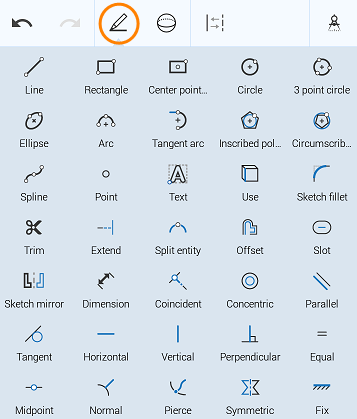 Line Rectangle Center point... Circle 3 point circle
Ellipse Arc Tangent arc Inscribed pol... Circumscrib...
Spline Point Text Use Sketch fillet
Trim Extend Split entity Offset Slot
Sketch mirror Dimension Coincident Concentric Parallel
Tangent Horizontal Vertical Perpendicular Equal
Midpoint Normal Pierce Symmetric Fix